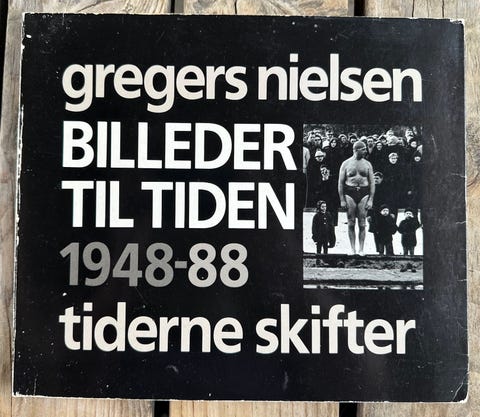 gregers nielsen
BILLEDER
TIL TIDEN
1948-88
tiderne skifter